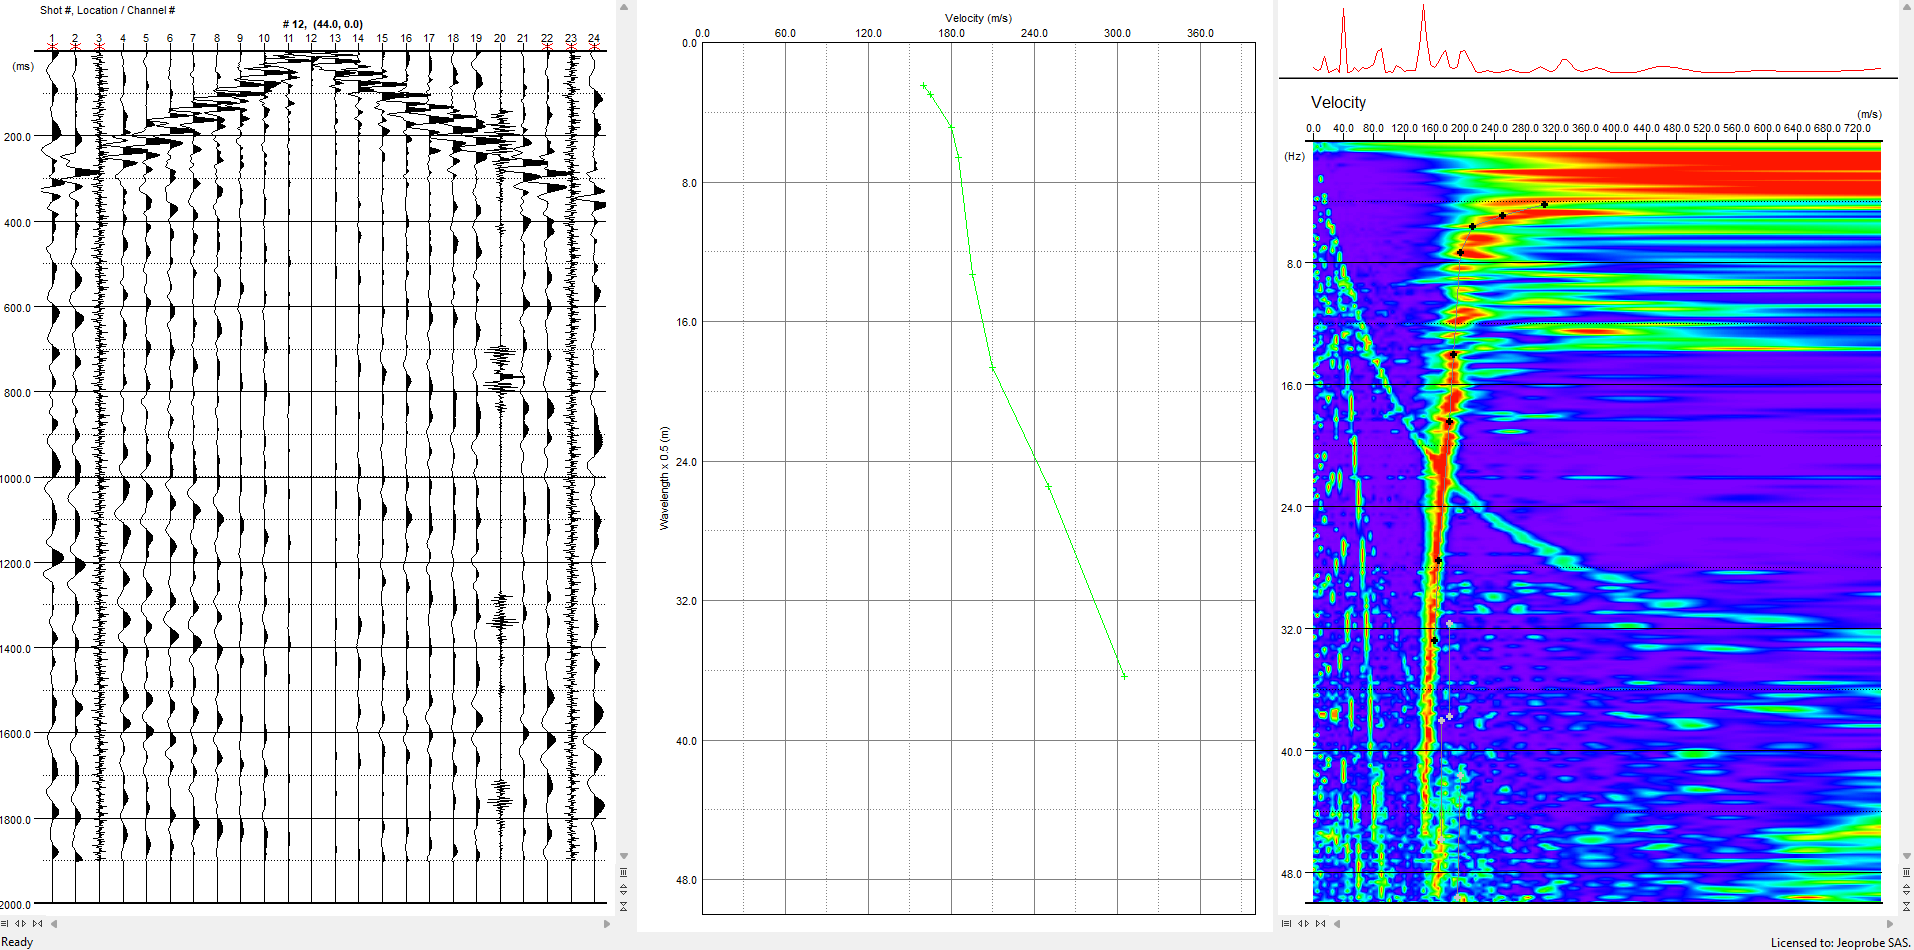 Shot #, Location / Channel #
# 12, (44.0, 0.0)
1 2 3 4 5 6 7 8 9 10 11 12 13 14 15 16 17 18 19 20 21 22 23 24
(ms)
200.0
400.0
600.0
800.0
1000.0
1200.0
1400.0
1600.0
1800.0
2000.0
Velocity (m/s)
0.0 60.0 120.0 180.0 240.0 300.0 360.0
0.0
8.0
16.0
24.0
32.0
40.0
48.0
Wavelength x 0.5 (m)
Velocity
(m/s)
0.0 40.0 80.0 120.0 160.0 200.0 240.0 280.0 320.0 360.0 400.0 440.0 480.0 520.0 560.0 600.0 640.0 680.0 720.0
(Hz)
8.0
16.0
24.0
32.0
40.0
48.0
Ready
Licensed to: Jeoprobe SAS.